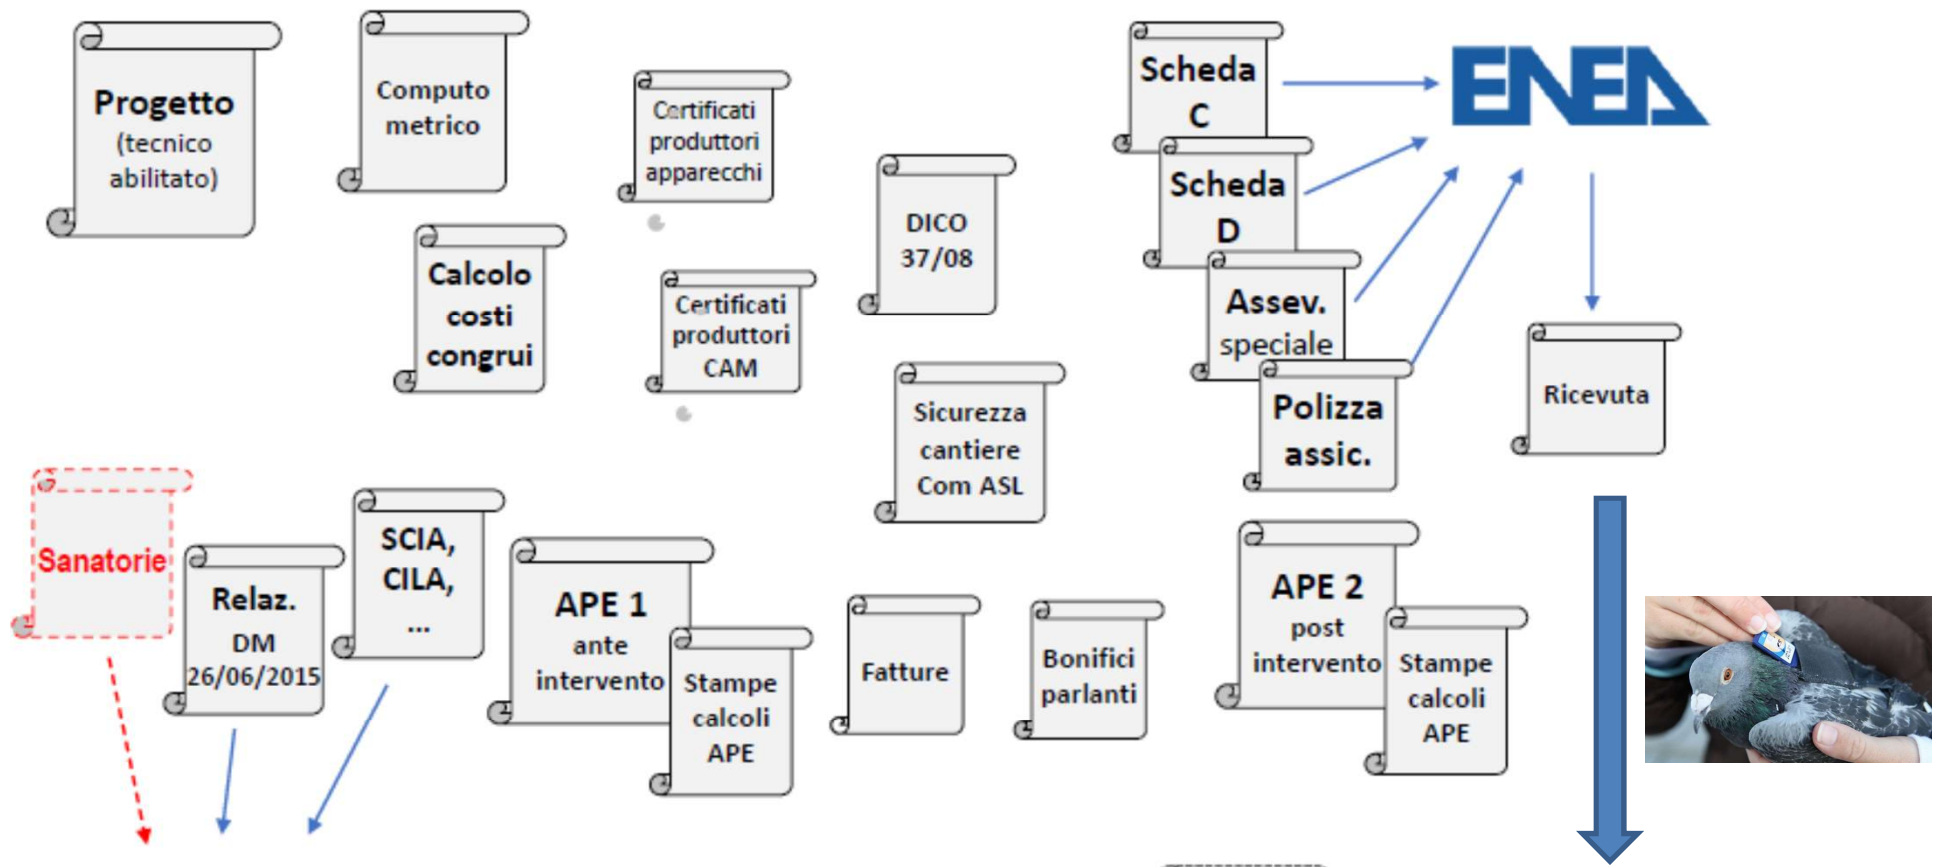 Progetto
(tecnico
abilitato)
Computo
metrico
Certificati
produttori
apparecchi
Scheda
C
ENEA
Scheda
D
DICO
37/08
Calcolo
costi
congrui
Certificati
produttori
CAM
Assev.
speciale
Polizza
assic.
Ricevuta
Sicurezza
cantiere
Com ASL
Sanatorie
Relaz.
DM
26/06/2015
SCIA,
CILA,
...
APE 1
ante
intervento
Stampe
calcoli
APE
Fatture
Bonifici
parlanti
APE 2
post
intervento
Stampe
calcoli
APE